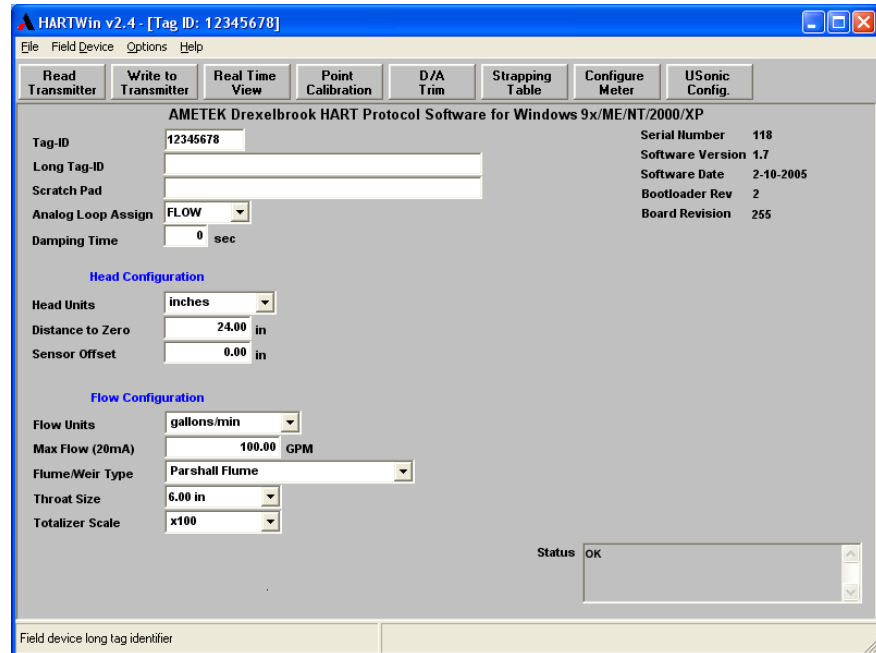 HARTWin v2.4 - [Tag ID: 12345678]
File Field Device Options Help
Read Transmitter Write to Transmitter Real Time View Point Calibration D/A Trim Strapping Table Configure Meter USonic Config.
AMETEK Drexelbrook HART Protocol Software for Windows 9x/ME/NT/2000/XP
Tag-ID 12345678
Long Tag-ID
Scratch Pad
Analog Loop Assign FLOW
Damping Time 0 sec
Serial Number 118
Software Version 1.7
Software Date 2-10-2005
Bootloader Rev 2
Board Revision 255
Head Configuration
Head Units inches
Distance to Zero 24.00 in
Sensor Offset 0.00 in
Flow Configuration
Flow Units gallons/min
Max Flow (20mA) 100.00 GPM
Flume/Weir Type Parshall Flume
Throat Size 6.00 in
Totalizer Scale x100
Status OK
Field device long tag identifier